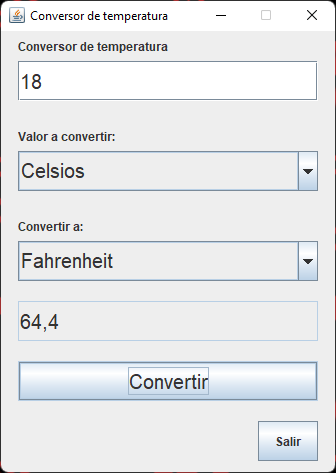 Conversor de temperatura
Conversor de temperatura
18
Valor a convertir:
Celsios
Convertir a:
Fahrenheit
64,4
Convertir
Salir